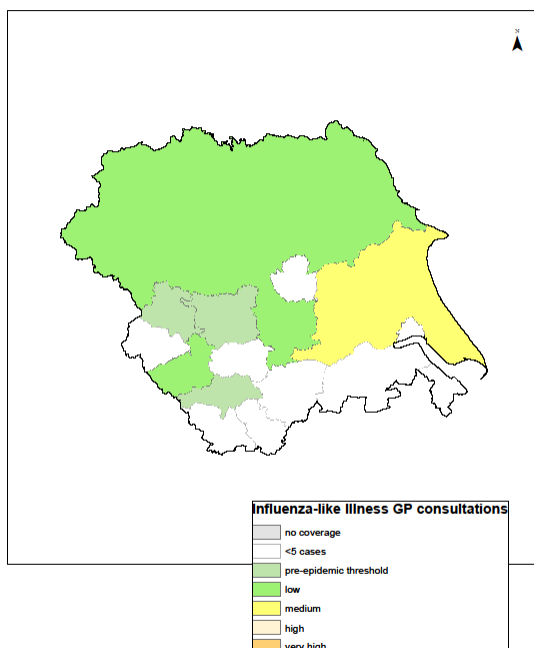 N
Influenza-like Illness GP consultations
no coverage
<5 cases
pre-epidemic threshold
low
medium
high
very high